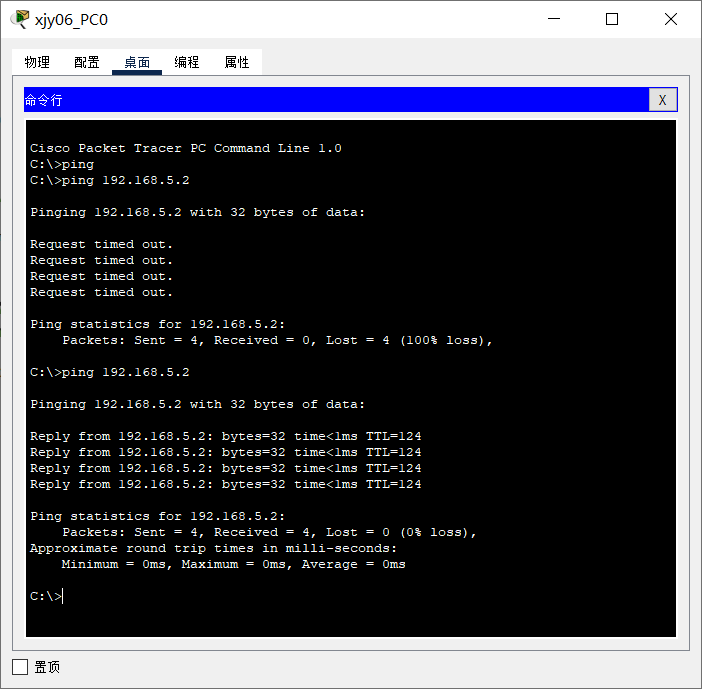 xjy06_PC0
物理 配置 桌面 编程 属性
命令行 X
Cisco Packet Tracer PC Command Line 1.0
C:\>ping
C:\>ping 192.168.5.2
Pinging 192.168.5.2 with 32 bytes of data:
Request timed out.
Request timed out.
Request timed out.
Request timed out.
Ping statistics for 192.168.5.2:
Packets: Sent = 4, Received = 0, Lost = 4 (100% loss),
C:\>ping 192.168.5.2
Pinging 192.168.5.2 with 32 bytes of data:
Reply from 192.168.5.2: bytes=32 time<1ms TTL=124
Reply from 192.168.5.2: bytes=32 time<1ms TTL=124
Reply from 192.168.5.2: bytes=32 time<1ms TTL=124
Reply from 192.168.5.2: bytes=32 time<1ms TTL=124
Ping statistics for 192.168.5.2:
Packets: Sent = 4, Received = 4, Lost = 0 (0% loss),
Approximate round trip times in milli-seconds:
Minimum = 0ms, Maximum = 0ms, Average = 0ms
C:\>
置顶